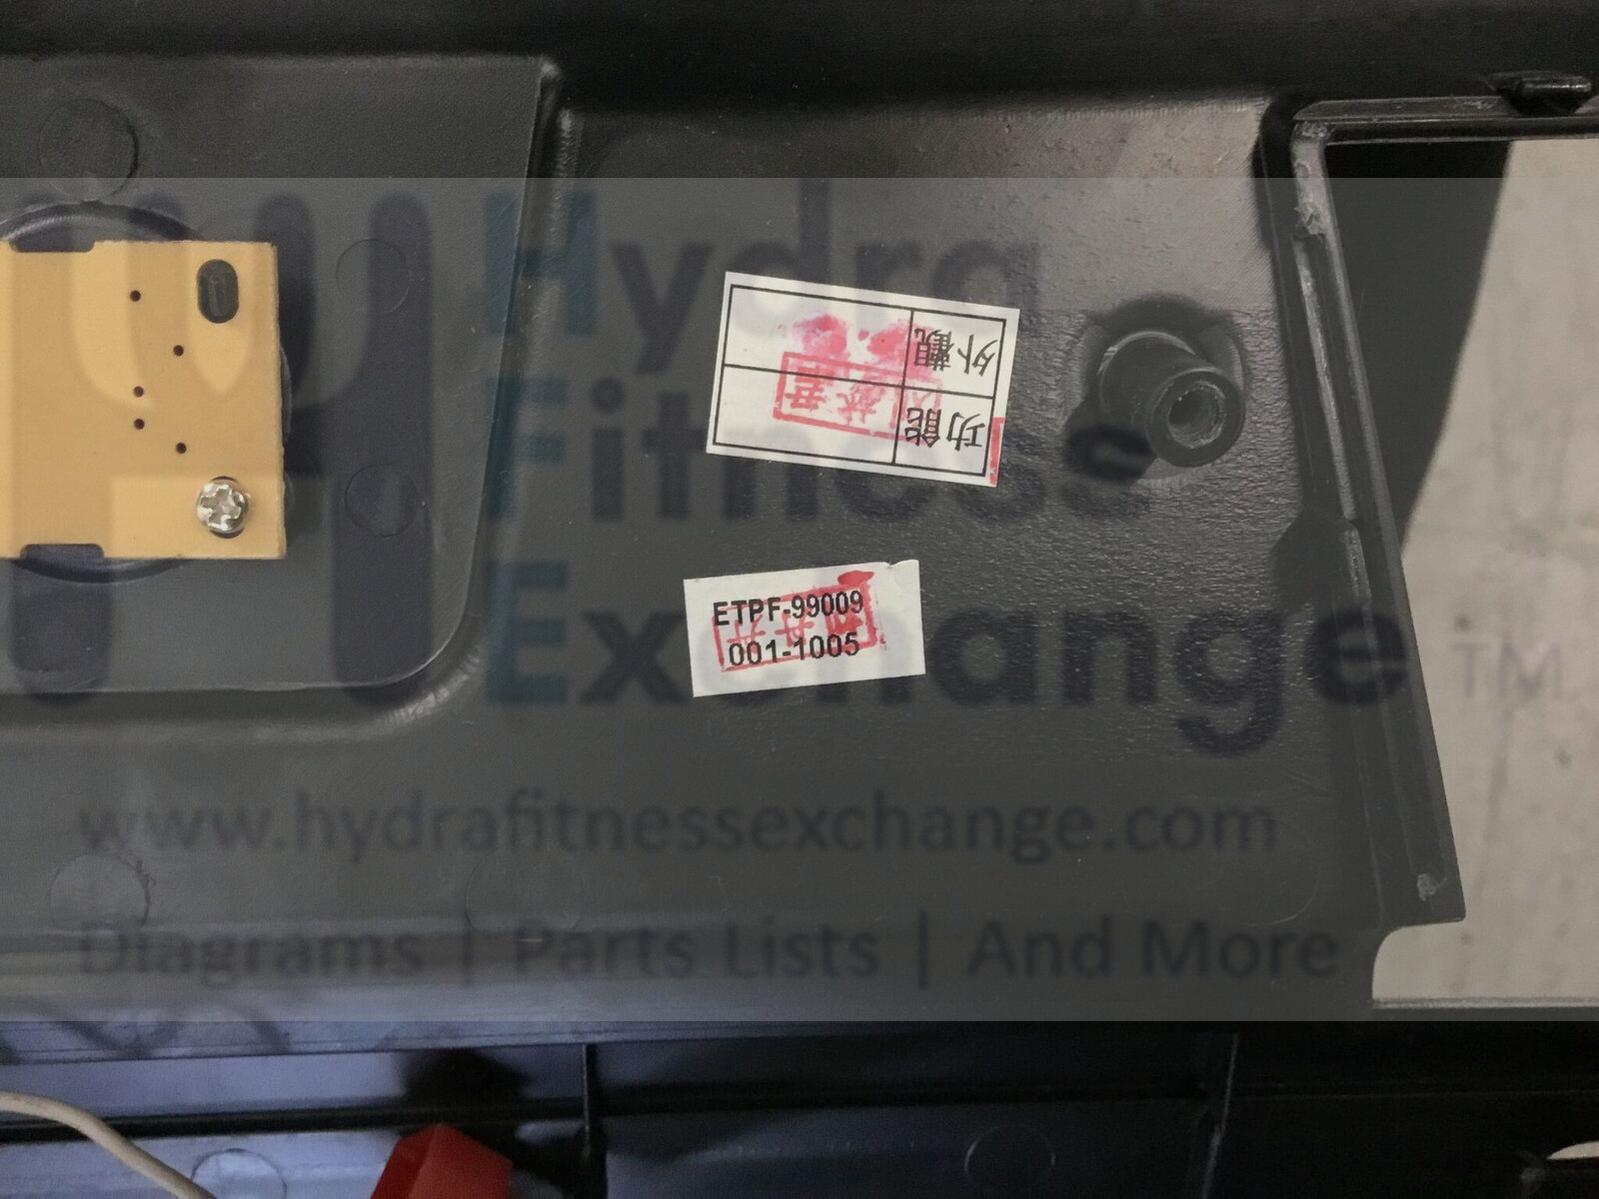 Hydra
Fitness
Exchange TM
外觀
功能
ETPF-99009
001-1005
www.hydrafitnessexchange.com
Diagrams | Parts Lists | And More